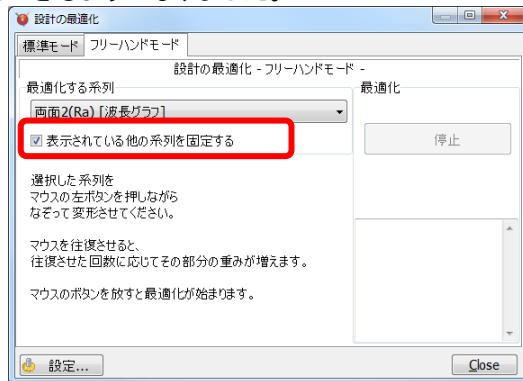 設計の最適化
標準モード フリーハンドモード
設計の最適化 - フリーハンドモード -
最適化する系列
最適化
両面2(Ra) [波長グラフ]
表示されている他の系列を固定する
停止
選択した系列を
マウスの左ボタンを押しながら
なぞって変形させてください。
マウスを往復させると、
往復させた回数に応じてその部分の重みが増えます。
マウスのボタンを放すと最適化が始まります。
設定...
Close